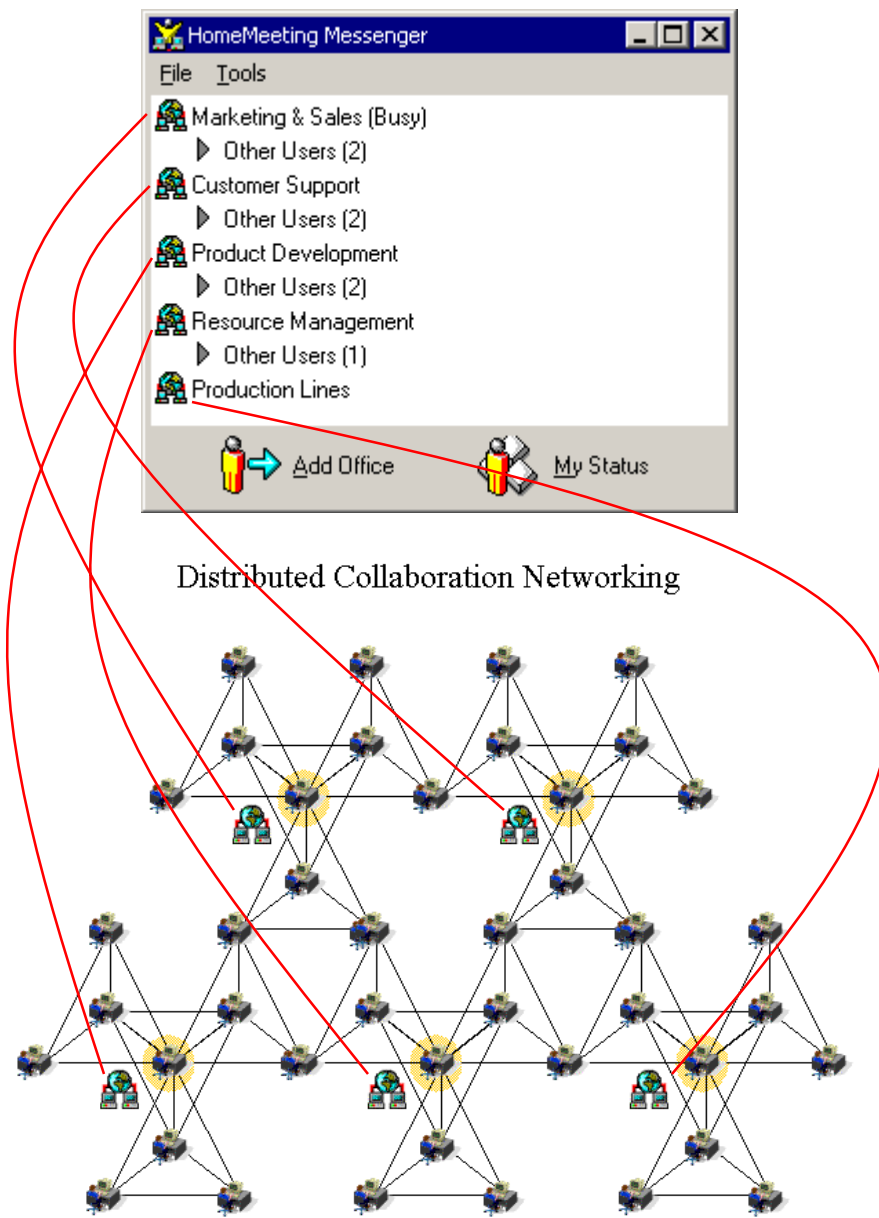 HomeMeeting Messenger
File Tools
Marketing & Sales (Busy)
Other Users (2)
Customer Support
Other Users (2)
Product Development
Other Users (2)
Resource Management
Other Users (1)
Production Lines
Add Office My Status
Distributed Collaboration Networking